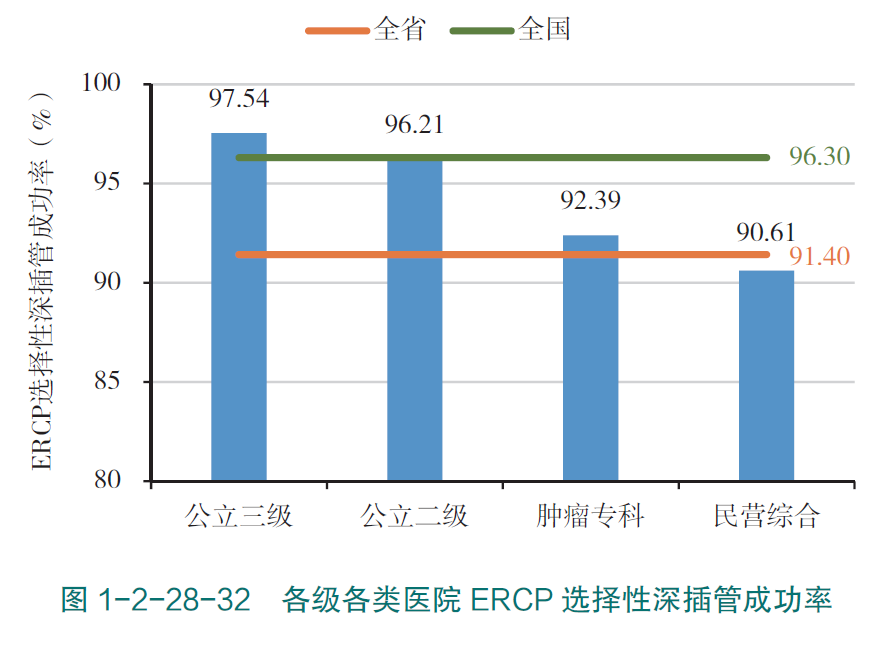 全省 全国
ERCP选择性深插管成功率（%）
100
95
90
85
80
97.54
96.21
92.39
90.61
96.30
91.40
公立三级 公立二级 肿瘤专科 民营综合
图 1-2-28-32 各级各类医院 ERCP 选择性深插管成功率